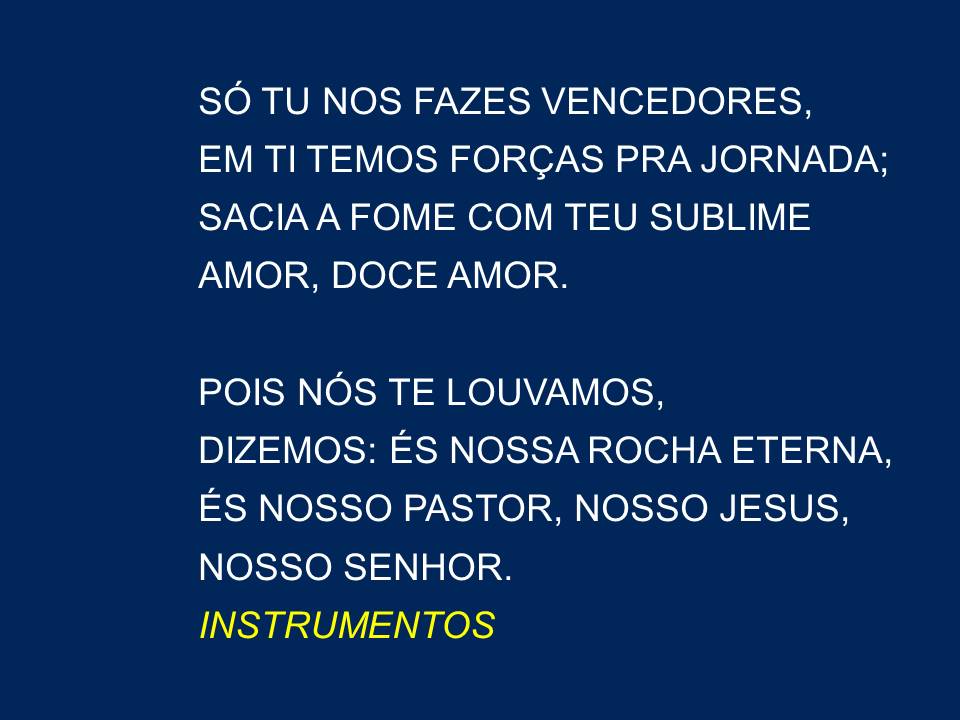 SÓ TU NOS FAZES VENCEDORES,
EM TI TEMOS FORÇAS PRA JORNADA;
SACIA A FOME COM TEU SUBLIME
AMOR, DOCE AMOR.
POIS NÓS TE LOUVAMOS,
DIZEMOS: ÉS NOSSA ROCHA ETERNA,
ÉS NOSSO PASTOR, NOSSO JESUS,
NOSSO SENHOR.
INSTRUMENTOS